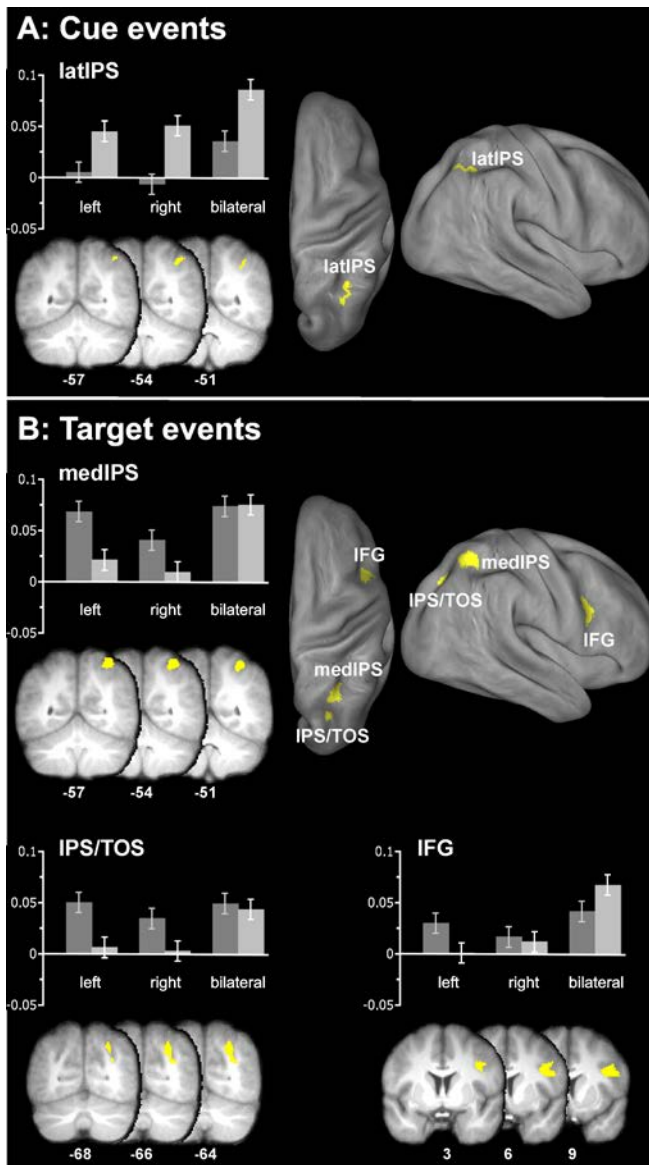 A: Cue events
latIPS
0.1
0.05
0
-0.05
left right bilateral
latIPS
latIPS
-57 -54 -51
B: Target events
medIPS
0.1
0.05
0
-0.05
left right bilateral
IFG
medIPS
IPS/TOS
medIPS
IPS/TOS
IFG
-57 -54 -51
IPS/TOS
0.1
0.05
0
-0.05
left right bilateral
-68 -66 -64
IFG
0.1
0.05
0
-0.05
left right bilateral
3 6 9